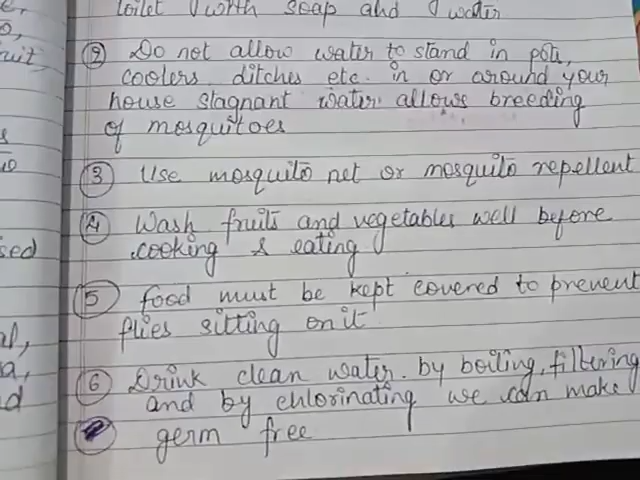 toilet with soap and water
② Do not allow water to stand in pots,
coolers ditches etc. in or around your
house stagnant water allows breeding
of mosquitoes
③ Use mosquito net or mosquito repellent
④ Wash fruits and vegetables well before
cooking & eating
⑤ food must be kept covered to prevent
flies sitting on it
⑥ Drink clean water. by boiling, filtering
and by chlorinating we can make
germ free